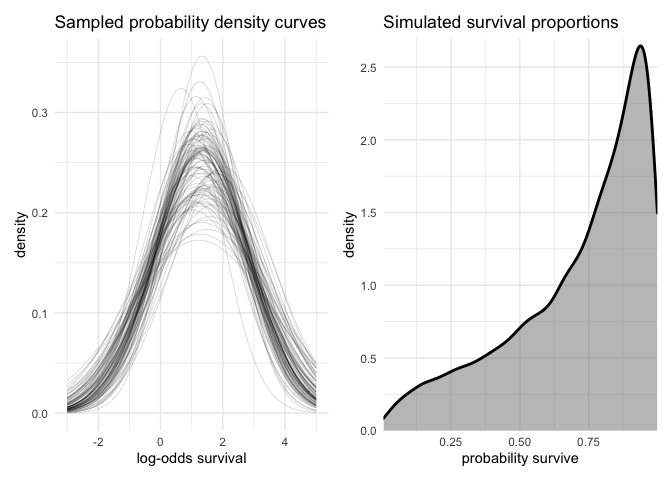 Sampled probability density curves
density
0.3
0.2
0.1
0.0
-2
0
2
4
log-odds survival
Simulated survival proportions
density
2.5
2.0
1.5
1.0
0.5
0.0
0.25
0.50
0.75
probability survive